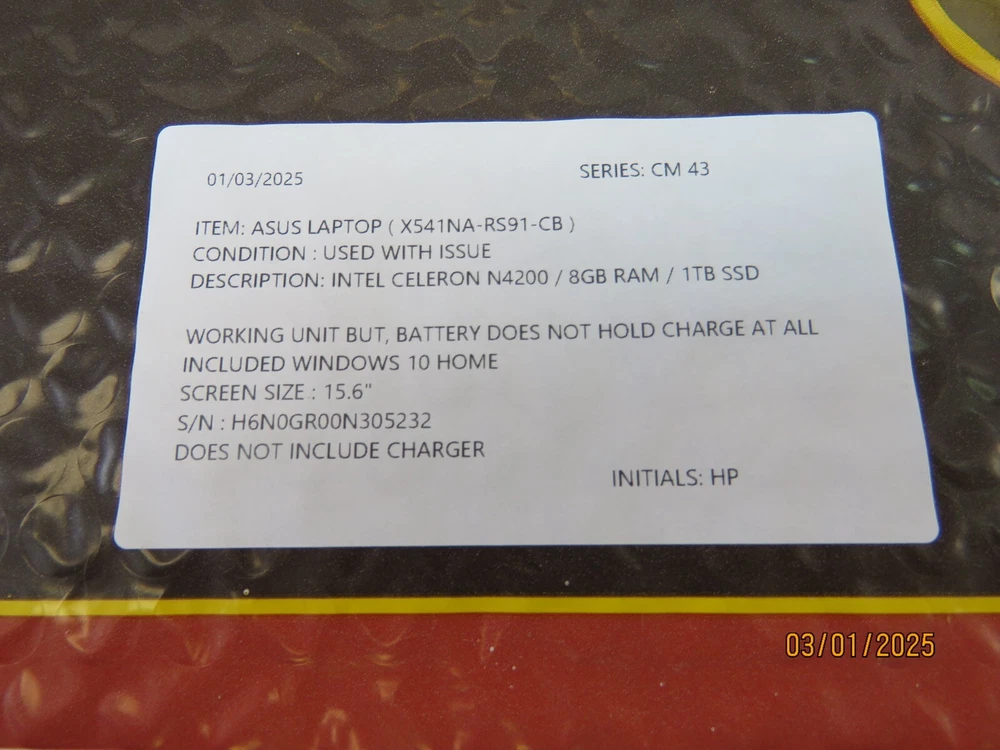 01/03/2025 SERIES: CM 43
ITEM: ASUS LAPTOP ( X541NA-RS91-CB )
CONDITION : USED WITH ISSUE
DESCRIPTION: INTEL CELERON N4200 / 8GB RAM / 1TB SSD
WORKING UNIT BUT, BATTERY DOES NOT HOLD CHARGE AT ALL
INCLUDED WINDOWS 10 HOME
SCREEN SIZE : 15.6"
S/N : H6N0GR00N305232
DOES NOT INCLUDE CHARGER
INITIALS: HP
03/01/2025